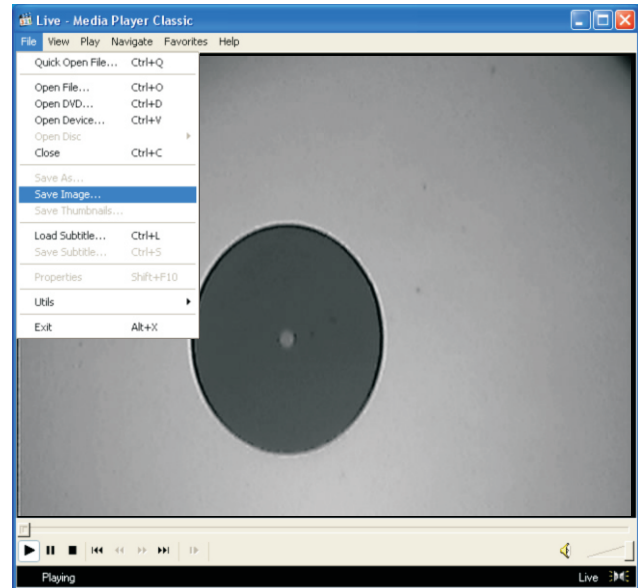 Live - Media Player Classic
File View Play Navigate Favorites Help
Quick Open File... Ctrl+Q
Open File... Ctrl+O
Open DVD... Ctrl+D
Open Device... Ctrl+V
Open Disc
Close Ctrl+C
Save As...
Save Image...
Save Thumbnails...
Load Subtitle... Ctrl+L
Save Subtitle... Ctrl+S
Properties Shift+F10
Utils
Exit Alt+X
Playing Live